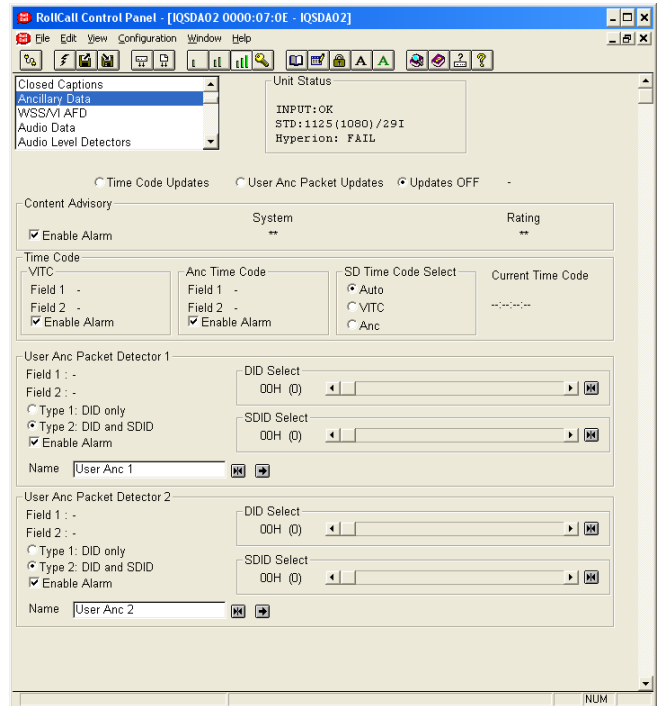 RollCall Control Panel - [IQSDA02 0000:07:0E - IQSDA02]
File Edit View Configuration Window Help
Closed Captions
Ancillary Data
WSS/VI AFD
Audio Data
Audio Level Detectors
Unit Status
INPUT:OK
STD:1125(1080)/29I
Hyperion: FAIL
Time Code Updates User Anc Packet Updates Updates OFF -
Content Advisory
System Rating
Enable Alarm ** **
Time Code
VITC
Field 1 -
Field 2 -
Enable Alarm
Anc Time Code
Field 1 -
Field 2 -
Enable Alarm
SD Time Code Select
Auto
VITC
Anc
Current Time Code
--:--:--:--
User Anc Packet Detector 1
Field 1 : -
Field 2 : -
Type 1: DID only
Type 2: DID and SDID
Enable Alarm
DID Select
00H (0)
SDID Select
00H (0)
Name User Anc 1
User Anc Packet Detector 2
Field 1 : -
Field 2 : -
Type 1: DID only
Type 2: DID and SDID
Enable Alarm
DID Select
00H (0)
SDID Select
00H (0)
Name User Anc 2
NUM